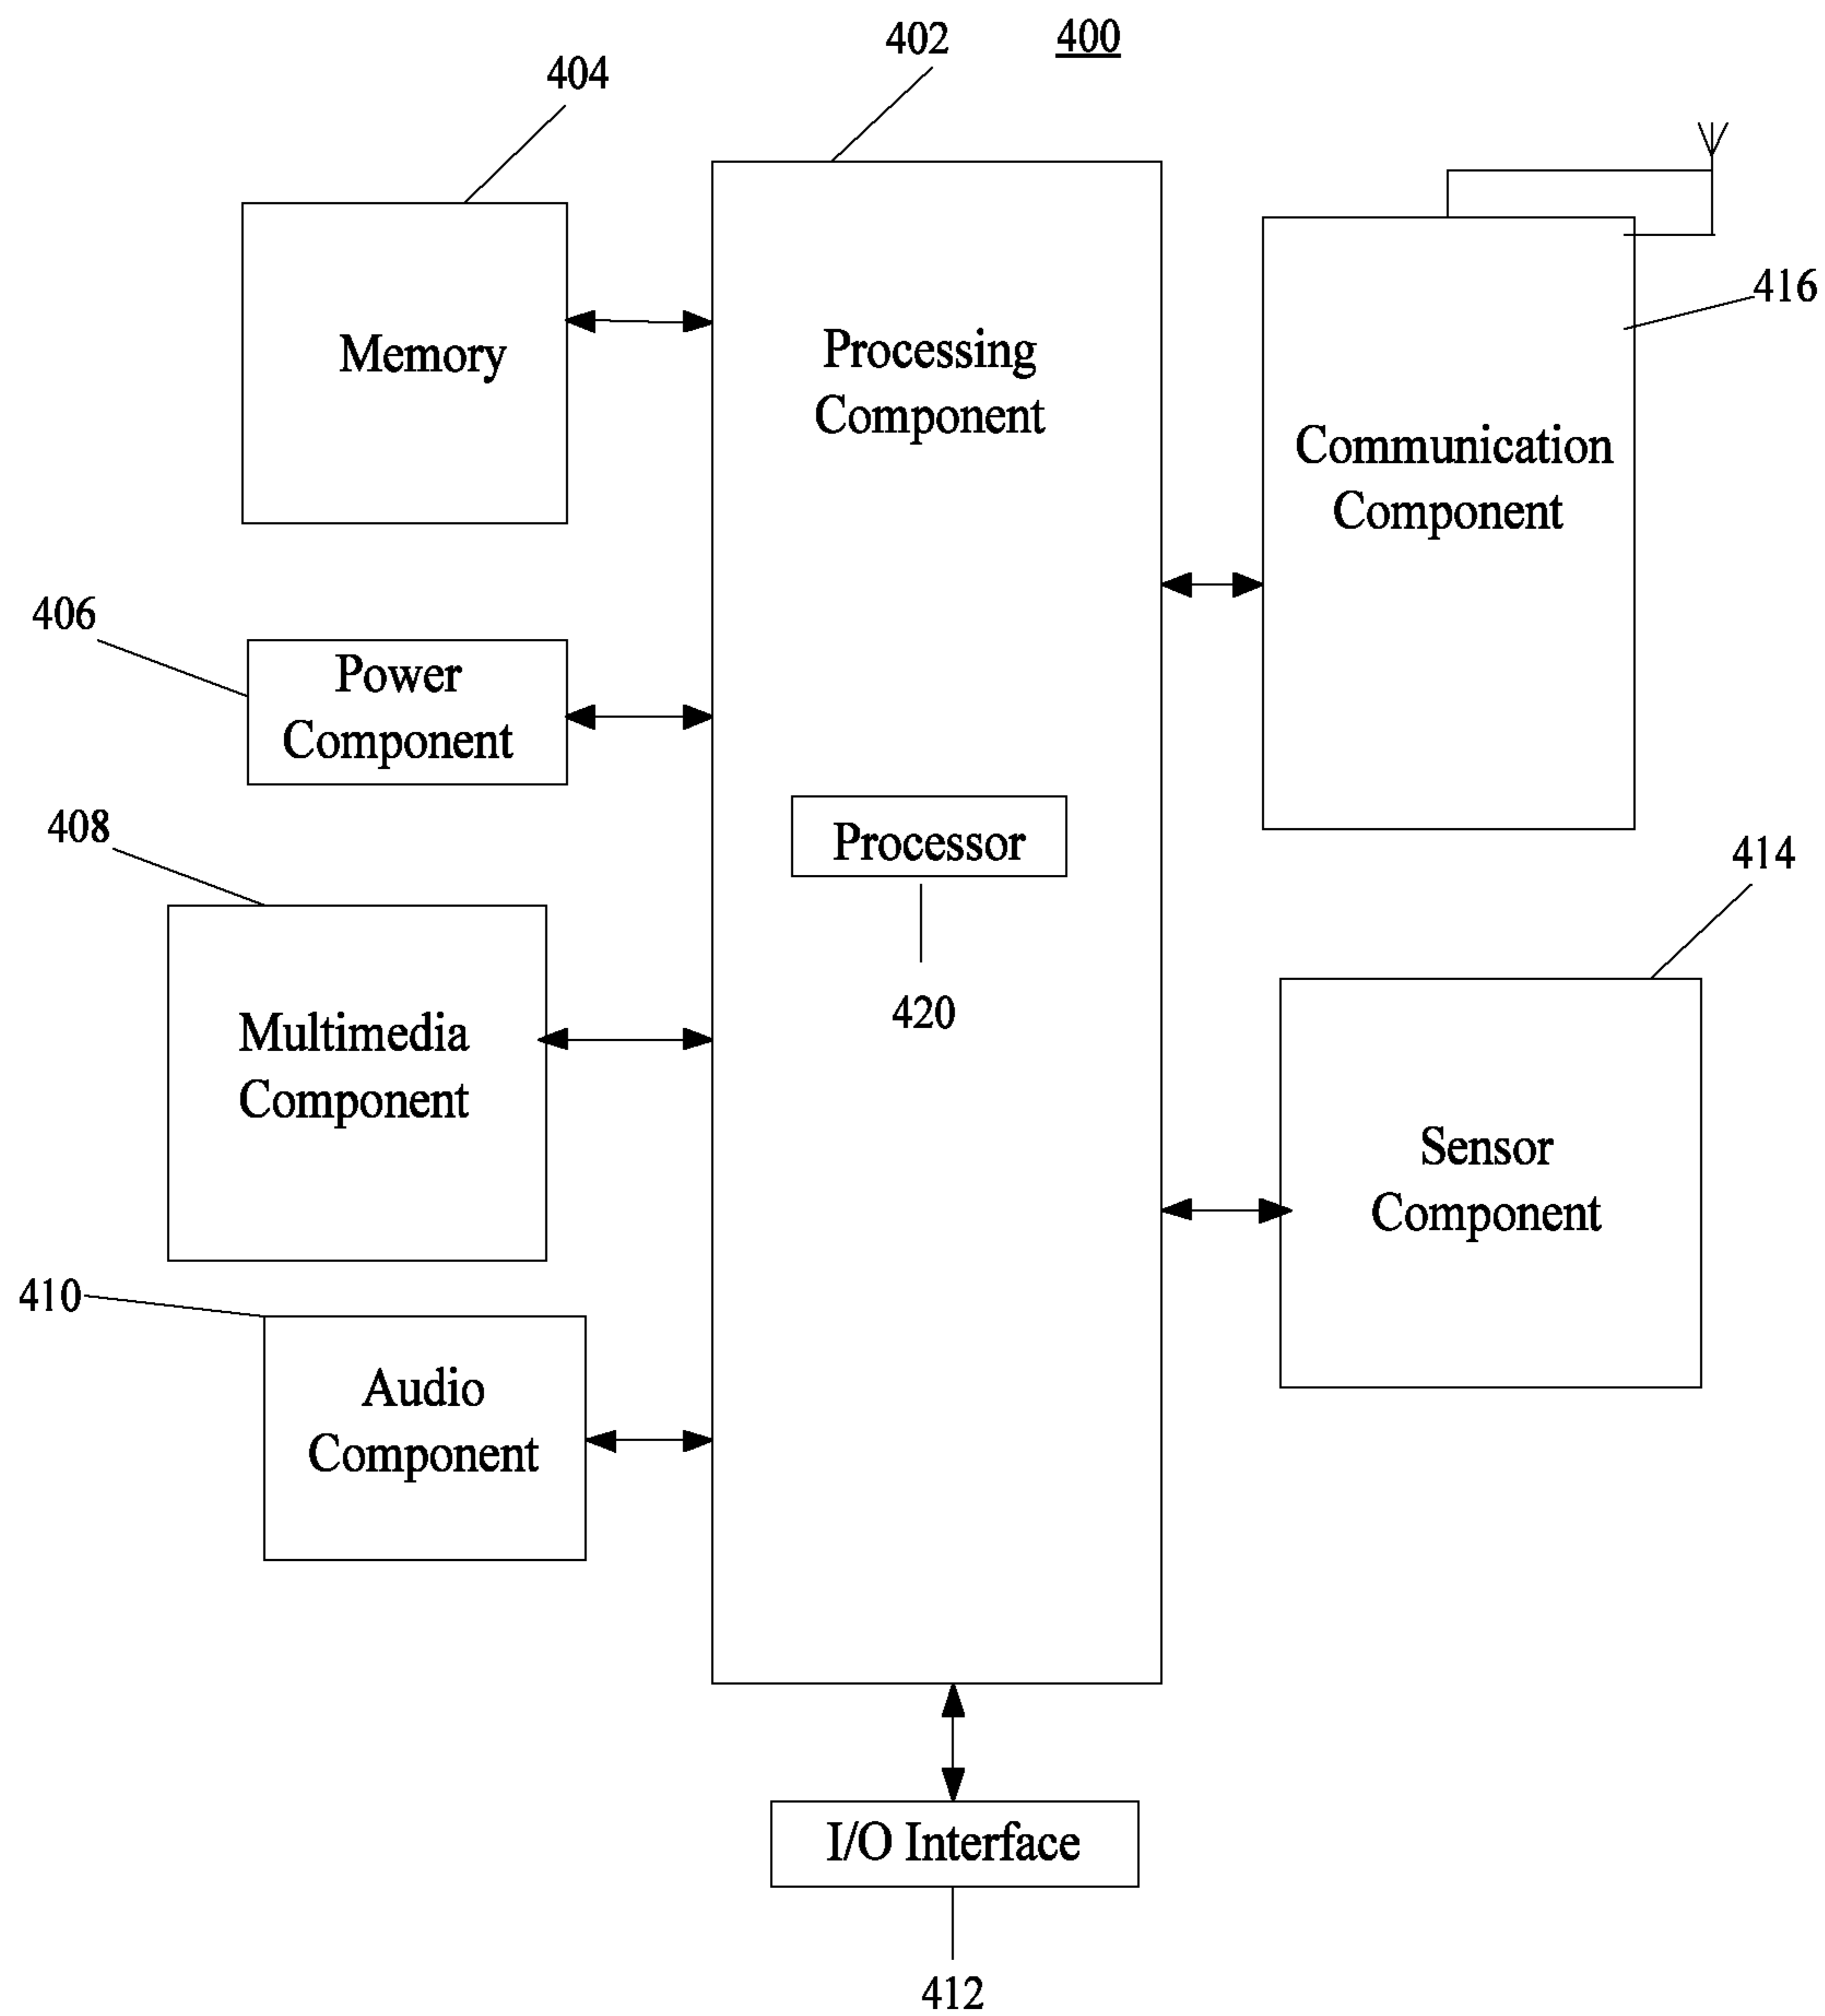 402
400
404
416
Memory
Processing
Component
Communication
Component
406
Power
Component
408
Processor
414
420
Multimedia
Component
Sensor
Component
410
Audio
Component
I/O Interface
412